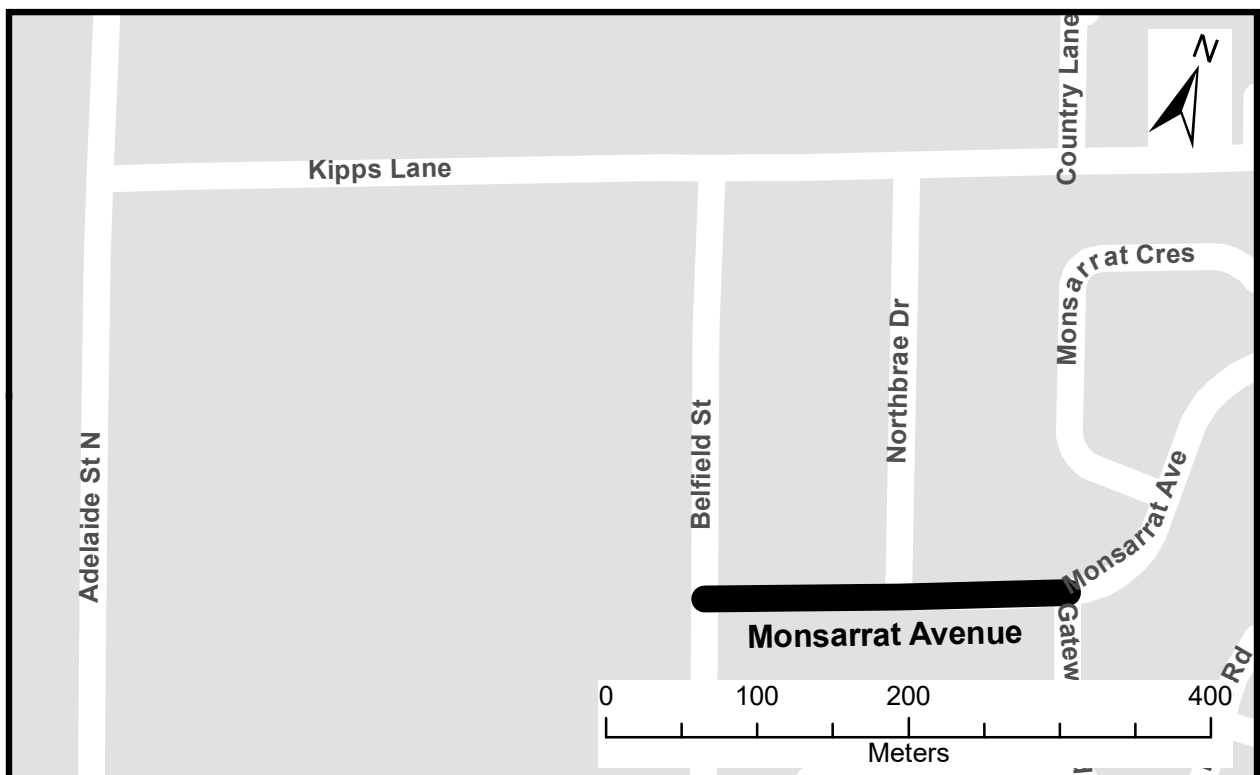 Country Lane
N
Kipps Lane
Monsarrat Cres
Northbrae Dr
Belfield St
Adelaide St N
Monsarrat Ave
Monsarrat Avenue
Gatew
Rd
0 100 200 400
Meters